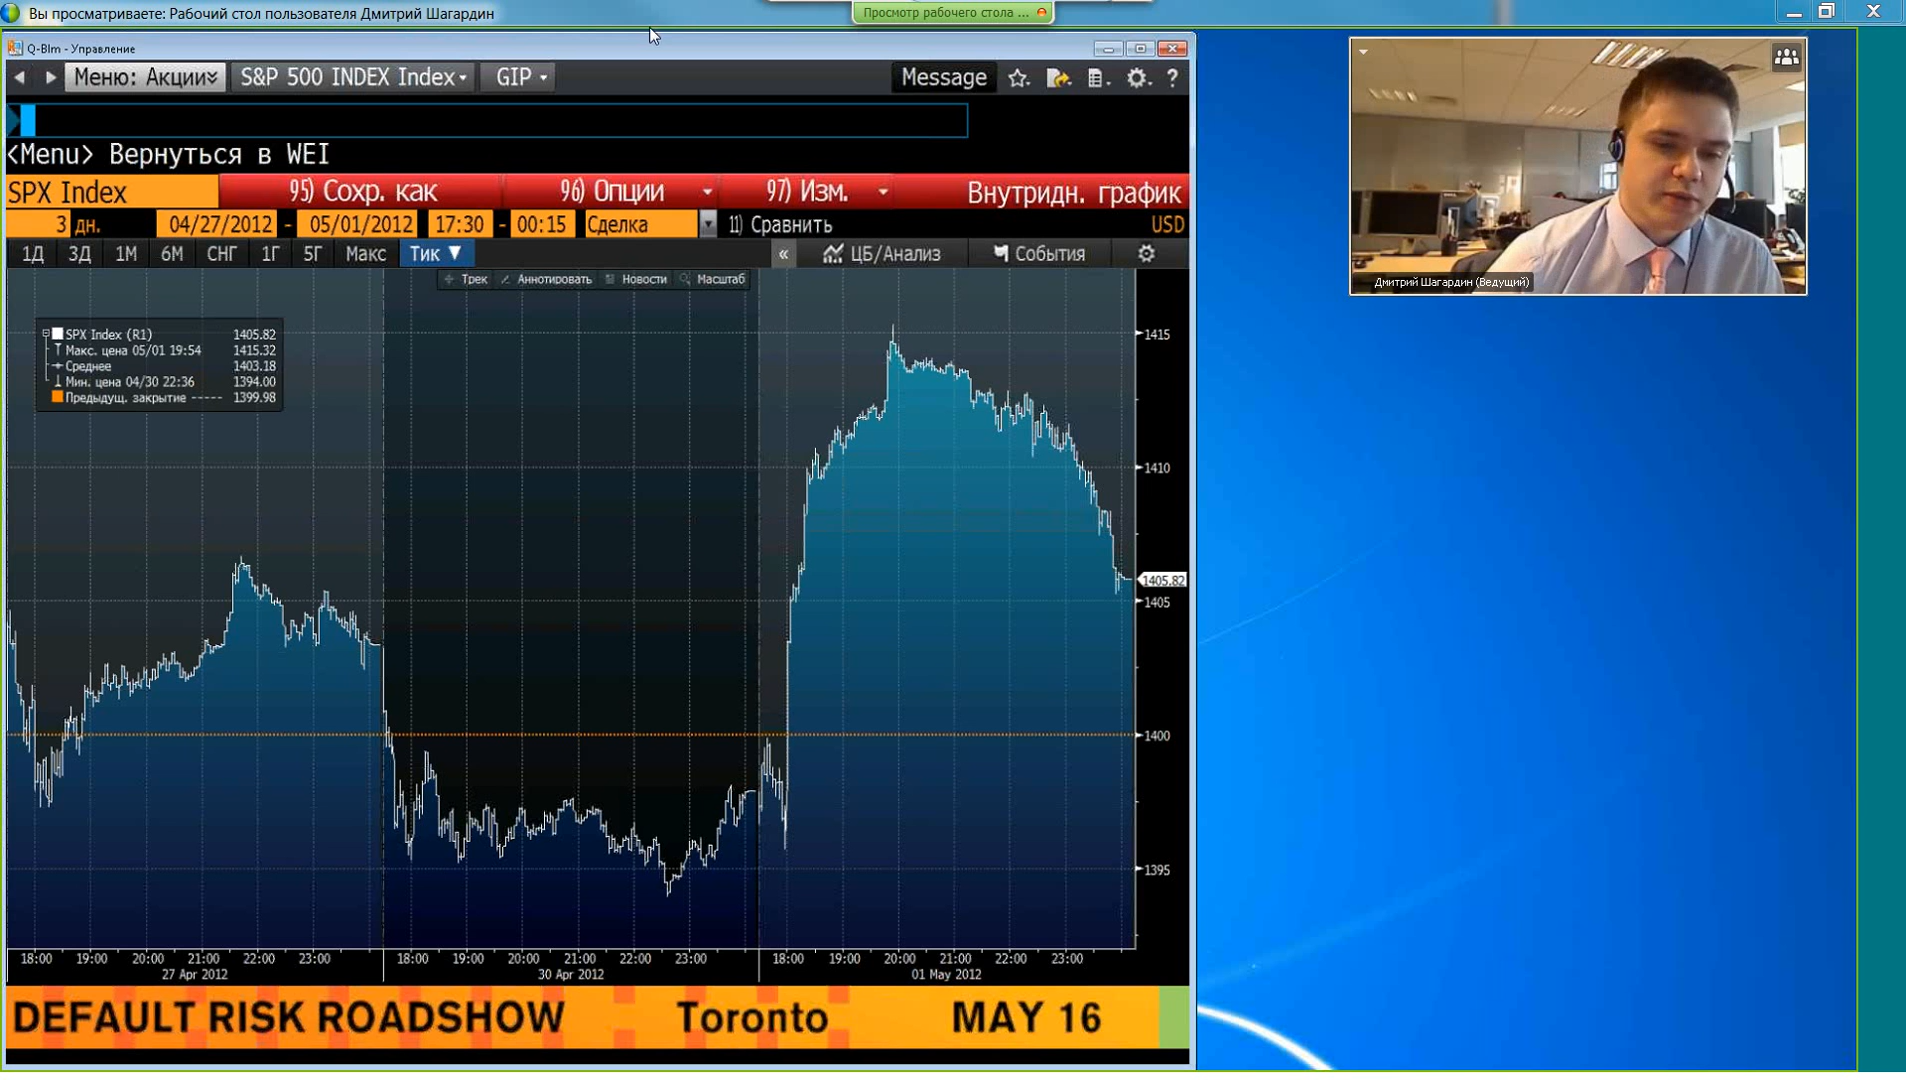 Вы просматриваете: Рабочий стол пользователя Дмитрий Шагардин
Просмотр рабочего стола ...
Q-Blm - Управление
Меню: Акции
S&P 500 INDEX Index
GIP
Message
?
<Menu> Вернуться в WEI
SPX Index
95) Сохр. как
96) Опции
97) Изм.
Внутридн. график
3 дн.
04/27/2012 - 05/01/2012
17:30 - 00:15
Сделка
11) Сравнить
USD
1Д 3Д 1М 6М СНГ 1Г 5Г Макс Тик ▼
«
ЦБ/Анализ
События
Трек
Аннотировать
Новости
Масштаб
SPX Index (R1) 1405.82
Макс. цена 05/01 19:54 1415.32
Среднее 1403.18
Мин. цена 04/30 22:36 1394.00
Предыдущ. закрытие ----- 1399.98
1415
1410
1405.82
1405
1400
1395
18:00 19:00 20:00 21:00 22:00 23:00 18:00 19:00 20:00 21:00 22:00 23:00 18:00 19:00 20:00 21:00 22:00 23:00
27 Apr 2012 30 Apr 2012 01 May 2012
DEFAULT RISK ROADSHOW Toronto MAY 16
Дмитрий Шагардин (Ведущий)